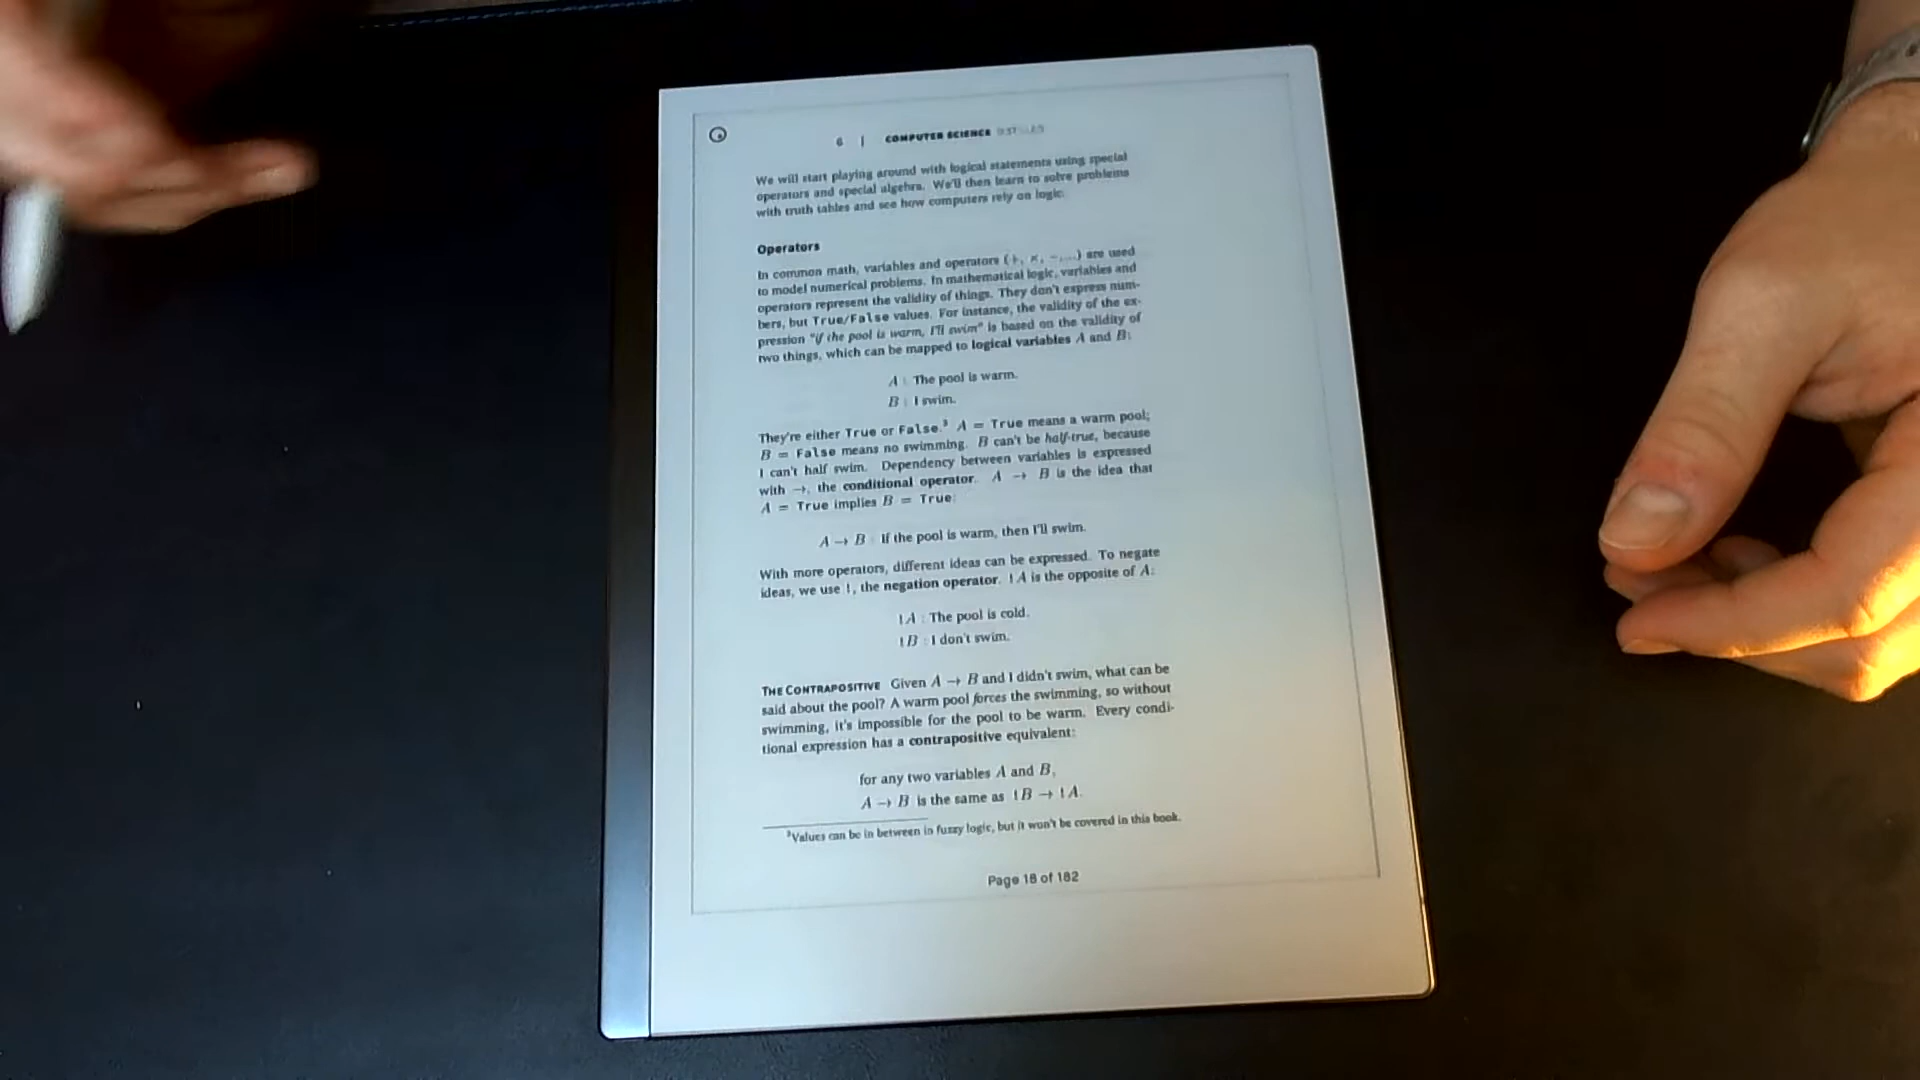 6 | COMPUTER SCIENCE DISTILLED
We will start playing around with logical statements using special
operators and special algebra. We'll then learn to solve problems
with truth tables and see how computers rely on logic.
Operators
In common math, variables and operators (+, ×, −,...) are used
to model numerical problems. In mathematical logic, variables and
operators represent the validity of things. They don't express num-
bers, but True/False values. For instance, the validity of the ex-
pression "if the pool is warm, I'll swim" is based on the validity of
two things, which can be mapped to logical variables A and B:
A : The pool is warm.
B : I swim.
They're either True or False.³ A = True means a warm pool;
B = False means no swimming. B can't be half-true, because
I can't half swim. Dependency between variables is expressed
with →, the conditional operator. A → B is the idea that
A = True implies B = True:
A → B : If the pool is warm, then I'll swim.
With more operators, different ideas can be expressed. To negate
ideas, we use !, the negation operator. !A is the opposite of A:
!A : The pool is cold.
!B : I don't swim.
THE CONTRAPOSITIVE Given A → B and I didn't swim, what can be
said about the pool? A warm pool forces the swimming, so without
swimming, it's impossible for the pool to be warm. Every condi-
tional expression has a contrapositive equivalent:
for any two variables A and B,
A → B is the same as !B → !A.
³Values can be in between in fuzzy logic, but it won't be covered in this book.
Page 18 of 182